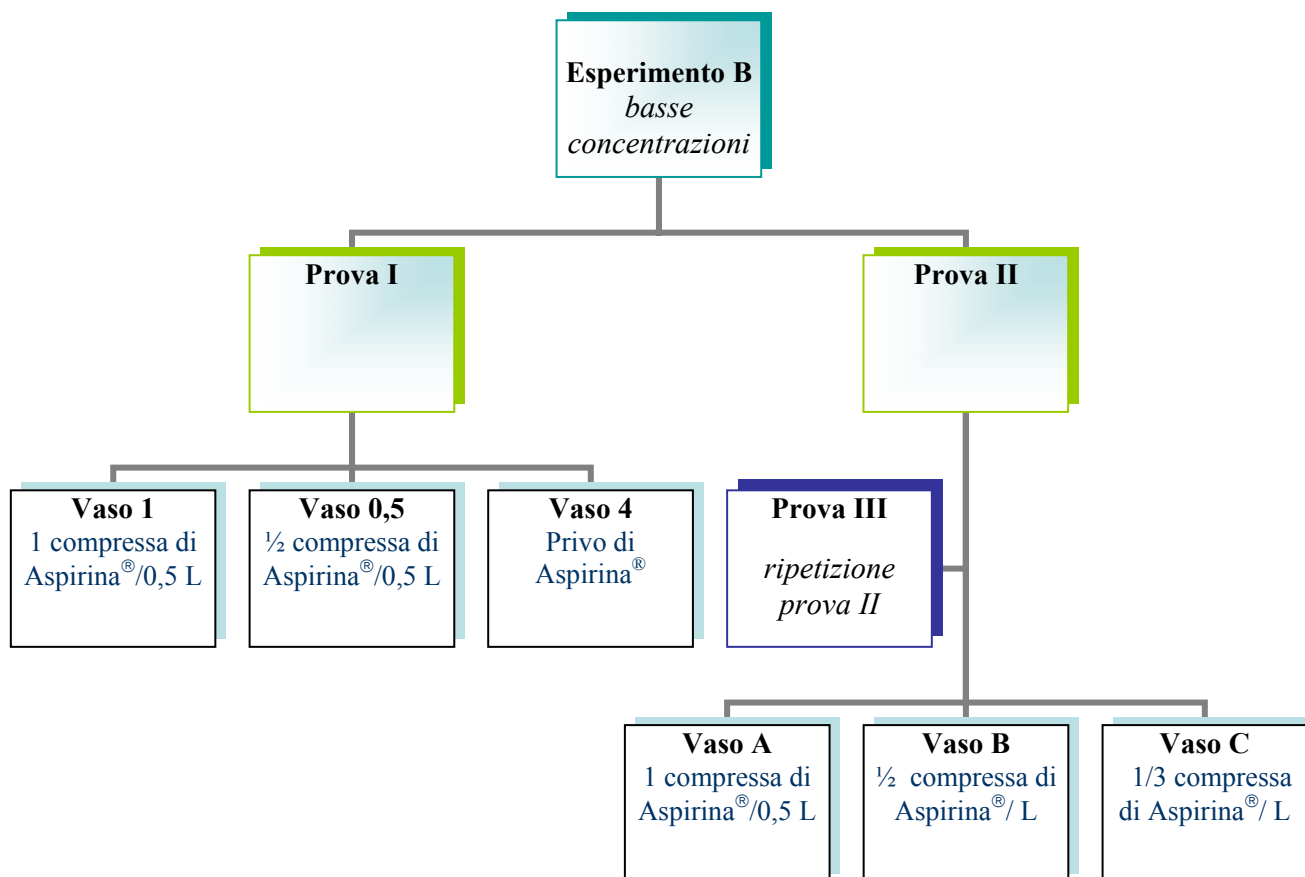 Esperimento B
basse
concentrazioni
Prova I
Prova II
Vaso 1
1 compressa di
Aspirina®/0,5 L
Vaso 0,5
½ compressa di
Aspirina®/0,5 L
Vaso 4
Privo di
Aspirina®
Prova III
ripetizione
prova II
Vaso A
1 compressa di
Aspirina®/0,5 L
Vaso B
½ compressa di
Aspirina®/ L
Vaso C
1/3 compressa
di Aspirina®/ L